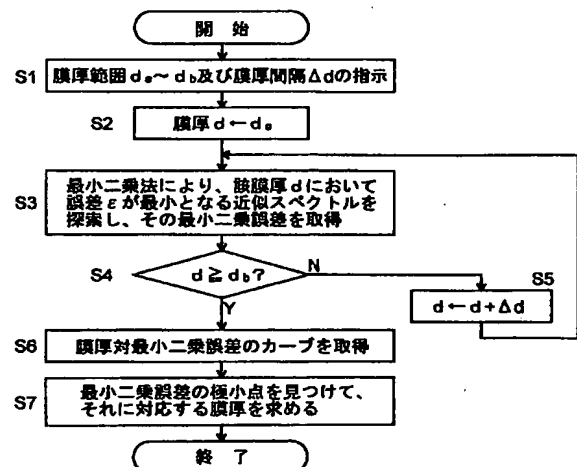 開 始
S1
膜厚範囲ｄₐ～ｄb及び膜厚間隔Δｄの指示
S2
膜厚ｄ←ｄₐ
S3
最小二乗法により、該膜厚ｄにおいて
誤差εが最小となる近似スペクトルを
探索し、その最小二乗誤差を取得
S4
ｄ≧ｄb?
N
Y
S5
ｄ←ｄ+Δｄ
S6
膜厚対最小二乗誤差のカーブを取得
S7
最小二乗誤差の極小点を見つけて、
それに対応する膜厚を求める
終 了